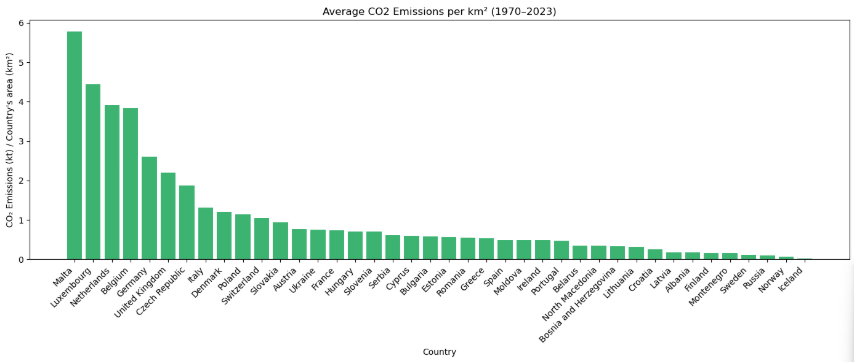 Average CO2 Emissions per km² (1970–2023)
CO₂ Emissions (kt) / Country's area (km²)
6
5
4
3
2
1
0
Malta
Luxembourg
Netherlands
Belgium
Germany
United Kingdom
Czech Republic
Italy
Denmark
Poland
Switzerland
Slovakia
Austria
Ukraine
France
Hungary
Slovenia
Serbia
Cyprus
Bulgaria
Estonia
Romania
Greece
Spain
Moldova
Ireland
Portugal
Belarus
North Macedonia
Bosnia and Herzegovina
Lithuania
Croatia
Latvia
Albania
Finland
Montenegro
Sweden
Russia
Norway
Iceland
Country